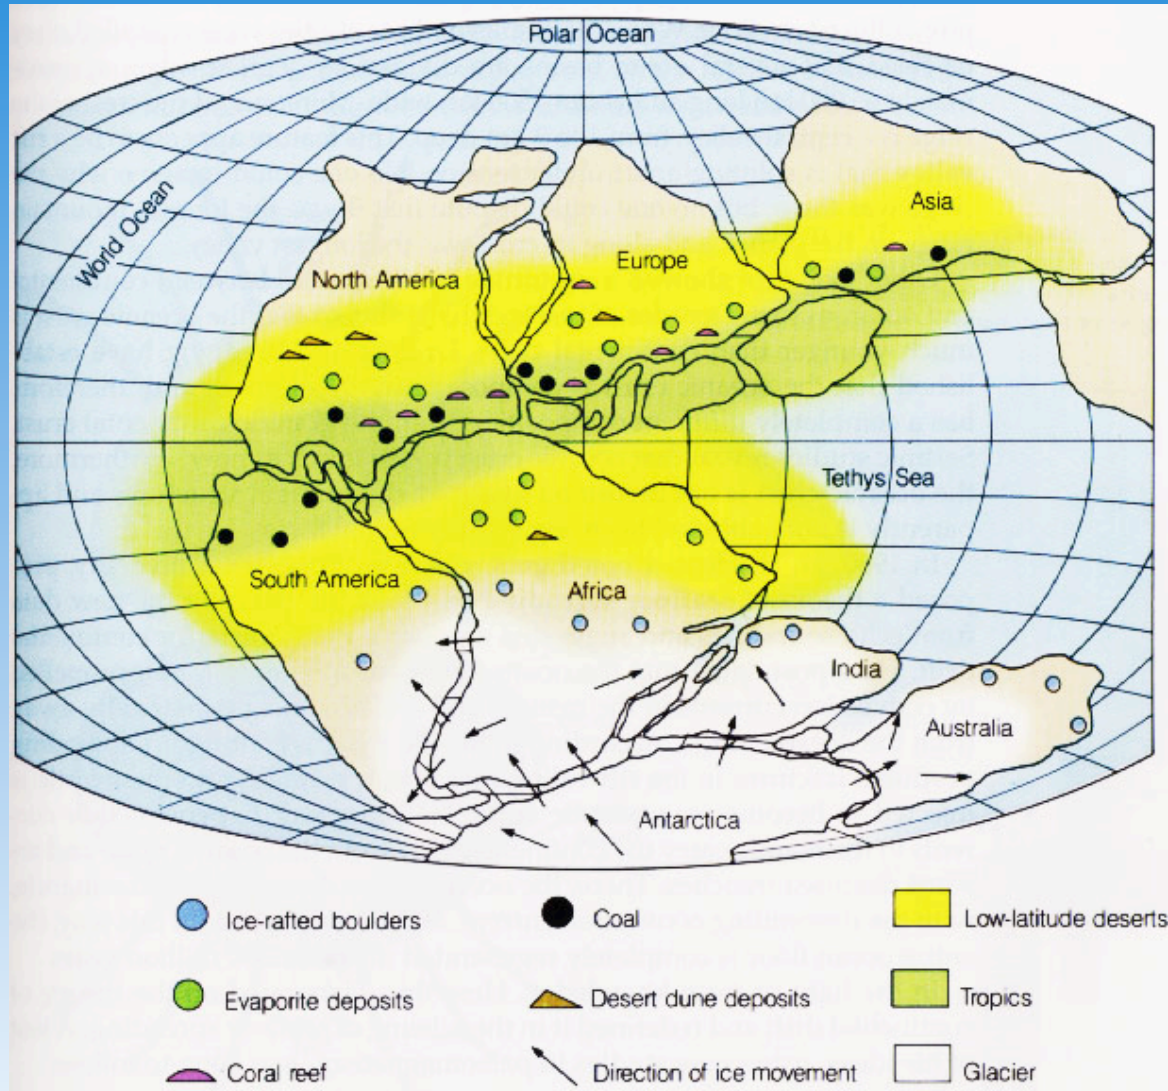 Polar Ocean
World Ocean
Asia
Europe
North America
Tethys Sea
South America
Africa
India
Australia
Antarctica
Ice-rafted boulders
Coal
Low-latitude deserts
Evaporite deposits
Desert dune deposits
Tropics
Coral reef
Direction of ice movement
Glacier